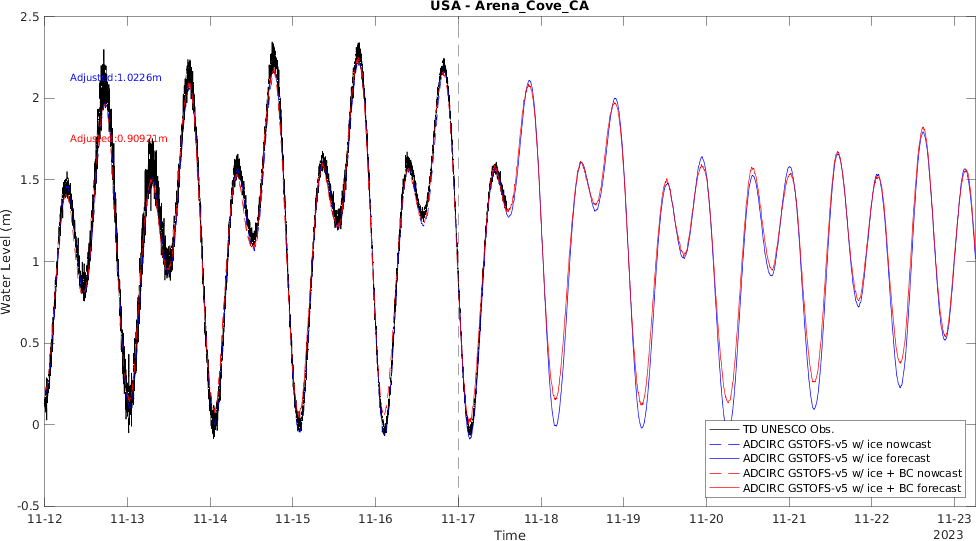 USA - Arena_Cove_CA
2.5
2
1.5
1
0.5
0
-0.5
Water Level (m)
Adjusted:1.0226m
Adjusted:0.90921m
TD UNESCO Obs.
ADCIRC GSTOFS-v5 w/ ice nowcast
ADCIRC GSTOFS-v5 w/ ice forecast
ADCIRC GSTOFS-v5 w/ ice + BC nowcast
ADCIRC GSTOFS-v5 w/ ice + BC forecast
11-12 11-13 11-14 11-15 11-16 11-17 11-18 11-19 11-20 11-21 11-22 11-23
Time
2023